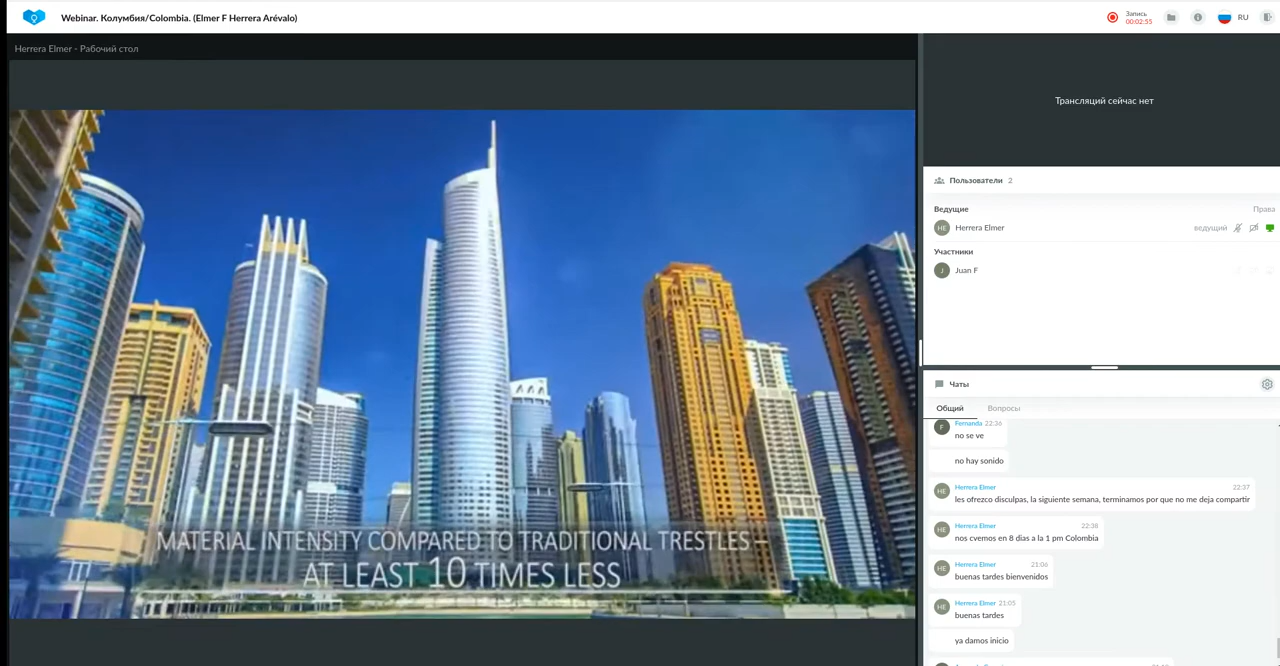 Webinar. Колумбия/Colombia. (Elmer F Herrera Arévalo)
Запись
00:02:55
RU
Herrera Elmer - Рабочий стол
MATERIAL INTENSITY COMPARED TO TRADITIONAL TRESTLES –
AT LEAST 10 TIMES LESS
Трансляций сейчас нет
Пользователи 2
Ведущие Права
HE Herrera Elmer ведущий
Участники
J Juan F
Чаты
Общий Вопросы
F Fernanda 22:36
no se ve
no hay sonido
HE Herrera Elmer 22:37
les ofrezco disculpas, la siguiente semana, terminamos por que no me deja compartir
HE Herrera Elmer 22:38
nos cvemos en 8 dias a la 1 pm Colombia
HE Herrera Elmer 21:06
buenas tardes bienvenidos
HE Herrera Elmer 21:05
buenas tardes
ya damos inicio